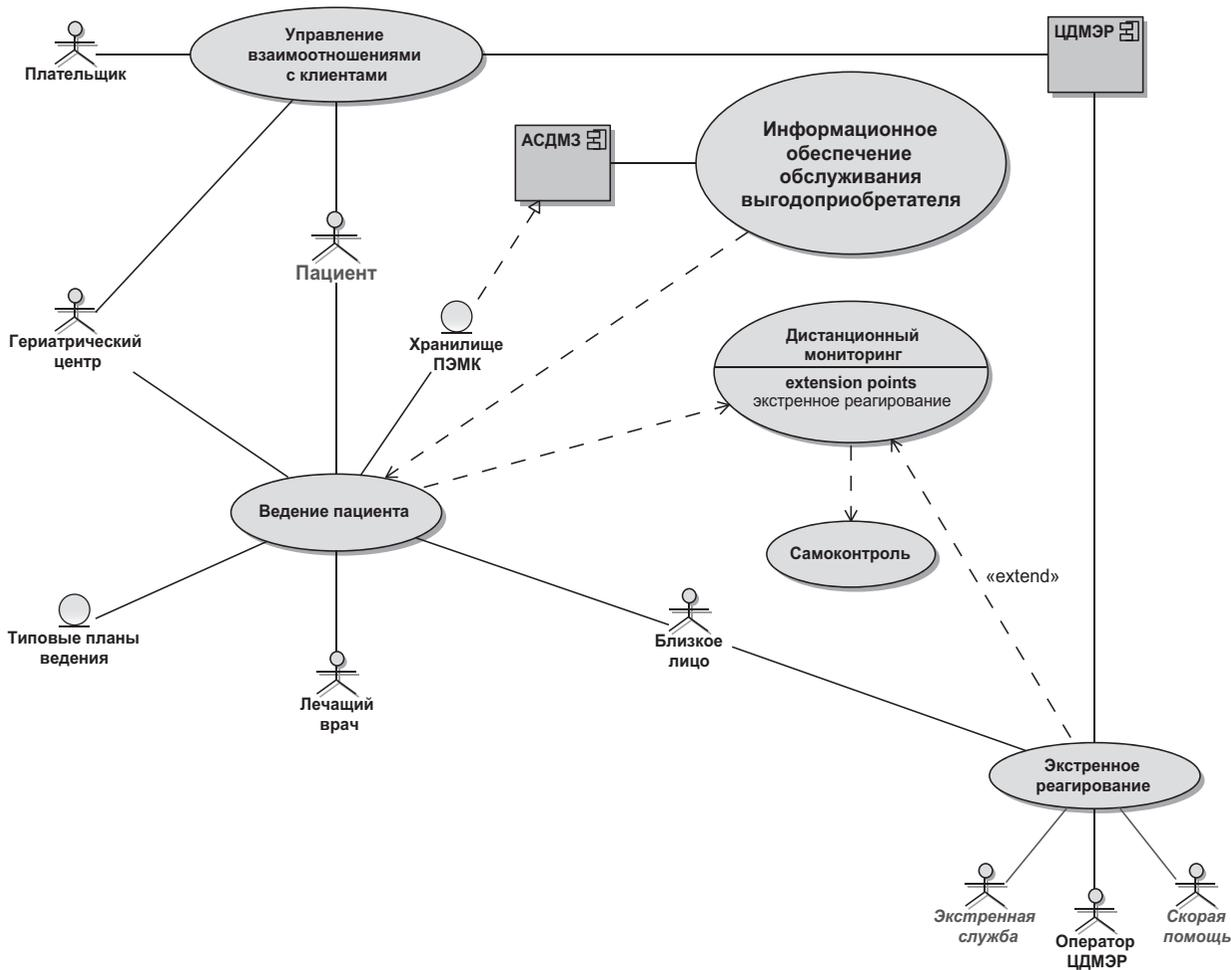 Управление
взаимоотношениями
с клиентами
ЦДМЭР
Плательщик
Информационное
обеспечение
обслуживания
выгодоприобретателя
АСДМЗ
Пациент
Гериатрический
центр
Хранилище
ПЭМК
Дистанционный
мониторинг
extension points
экстренное реагирование
Ведение пациента
Самоконтроль
«extend»
Типовые планы
ведения
Близкое
лицо
Лечащий
врач
Экстренное
реагирование
Экстренная
служба
Оператор
ЦДМЭР
Скорая
помощь